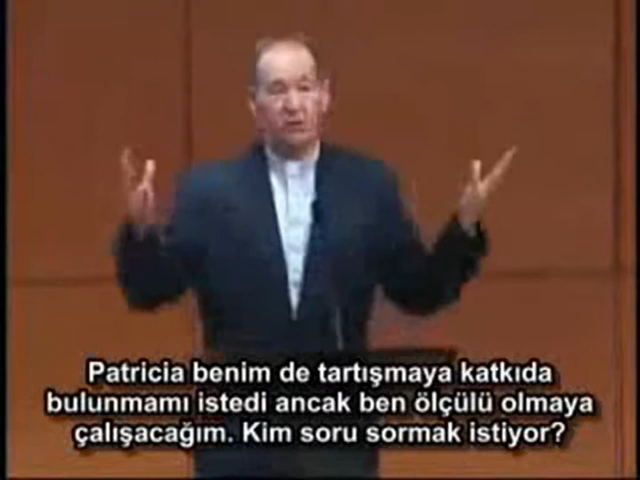 Patricia benim de tartışmaya katkıda
bulunmamı istedi ancak ben ölçülü olmaya
çalışacağım. Kim soru sormak istiyor?